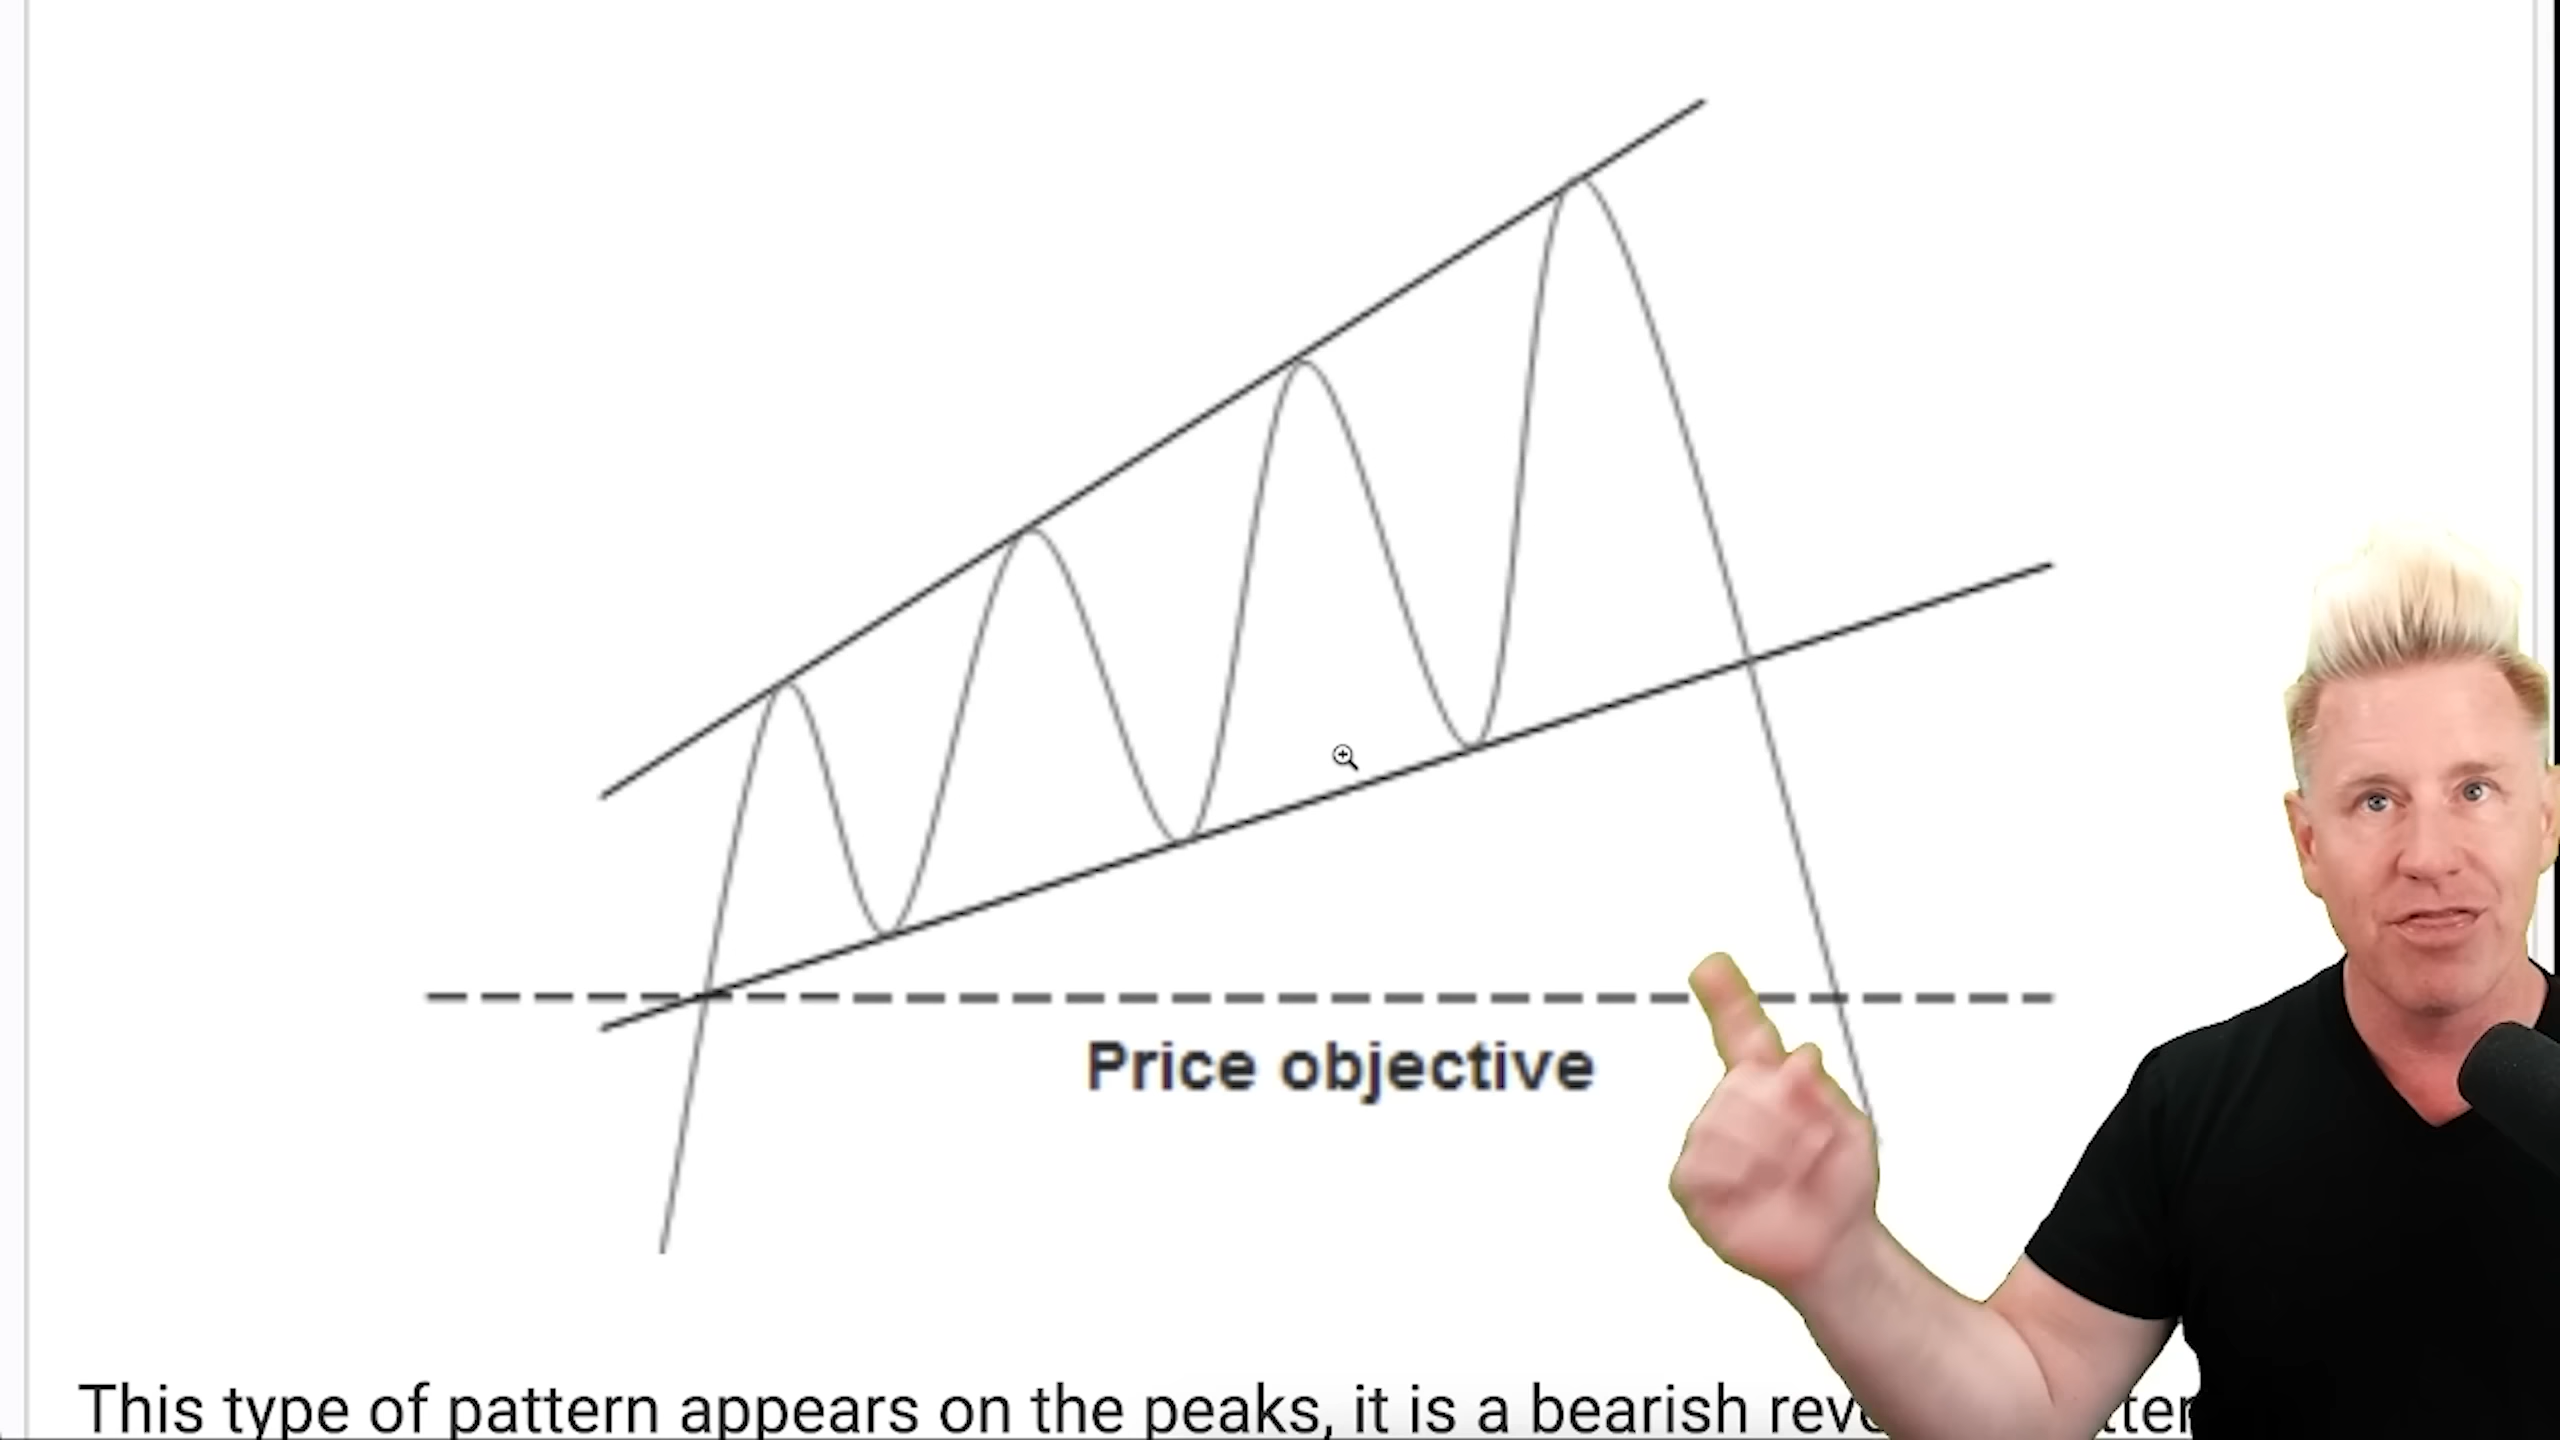 Price objective
This type of pattern appears on the peaks, it is a bearish